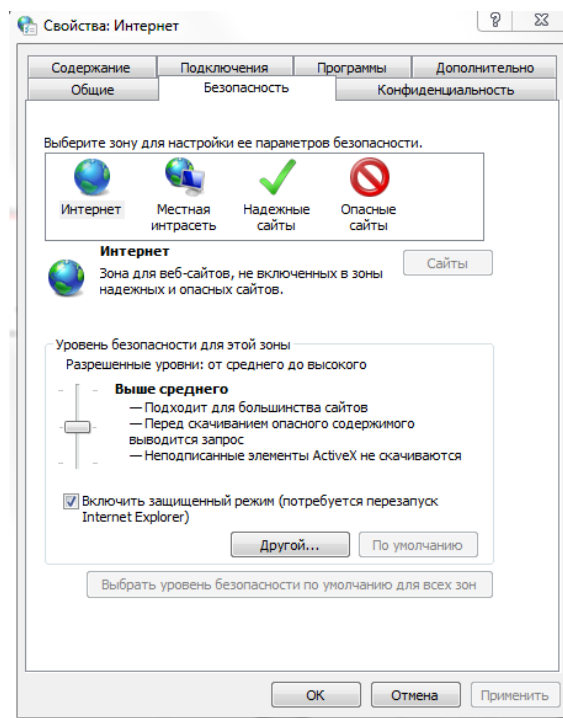 Свойства: Интернет
Содержание Подключения Программы Дополнительно
Общие Безопасность Конфиденциальность
Выберите зону для настройки ее параметров безопасности.
Интернет Местная интрасеть Надежные сайты Опасные сайты
Интернет
Зона для веб-сайтов, не включенных в зоны
надежных и опасных сайтов.
Сайты
Уровень безопасности для этой зоны
Разрешенные уровни: от среднего до высокого
Выше среднего
— Подходит для большинства сайтов
— Перед скачиванием опасного содержимого
выводится запрос
— Неподписанные элементы ActiveX не скачиваются
Включить защищенный режим (потребуется перезапуск
Internet Explorer)
Другой... По умолчанию
Выбрать уровень безопасности по умолчанию для всех зон
ОК Отмена Применить